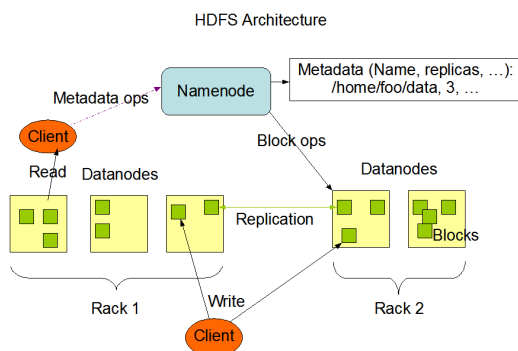 HDFS Architecture
Metadata (Name, replicas, …):
/home/foo/data, 3, …
Namenode
Metadata ops
Client
Block ops
Read
Datanodes
Datanodes
Replication
Blocks
Rack 1
Write
Rack 2
Client